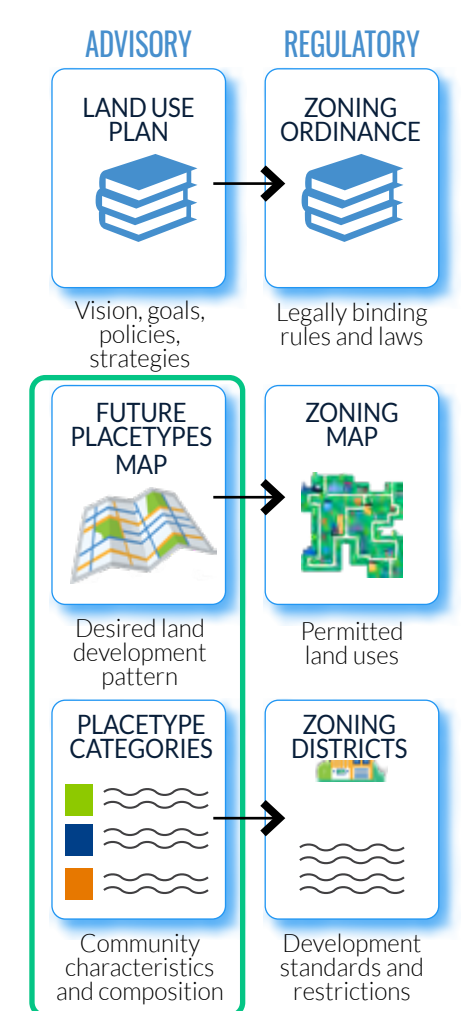 ADVISORY
REGULATORY
LAND USE
PLAN
ZONING
ORDINANCE
Vision, goals,
policies,
strategies
Legally binding
rules and laws
FUTURE
PLACETYPES
MAP
ZONING
MAP
Desired land
development
pattern
Permitted
land uses
PLACETYPE
CATEGORIES
ZONING
DISTRICTS
Community
characteristics
and composition
Development
standards and
restrictions